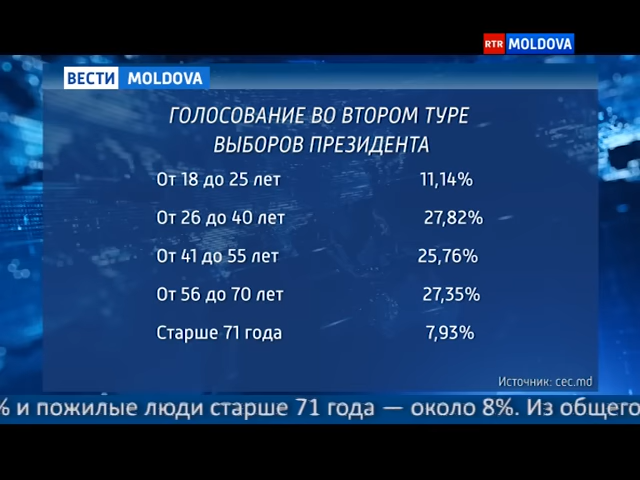 RTR MOLDOVA
ВЕСТИ MOLDOVA
ГОЛОСОВАНИЕ ВО ВТОРОМ ТУРЕ
ВЫБОРОВ ПРЕЗИДЕНТА
От 18 до 25 лет 11,14%
От 26 до 40 лет 27,82%
От 41 до 55 лет 25,76%
От 56 до 70 лет 27,35%
Старше 71 года 7,93%
Источник: cec.md
% и пожилые люди старше 71 года — около 8%. Из общего